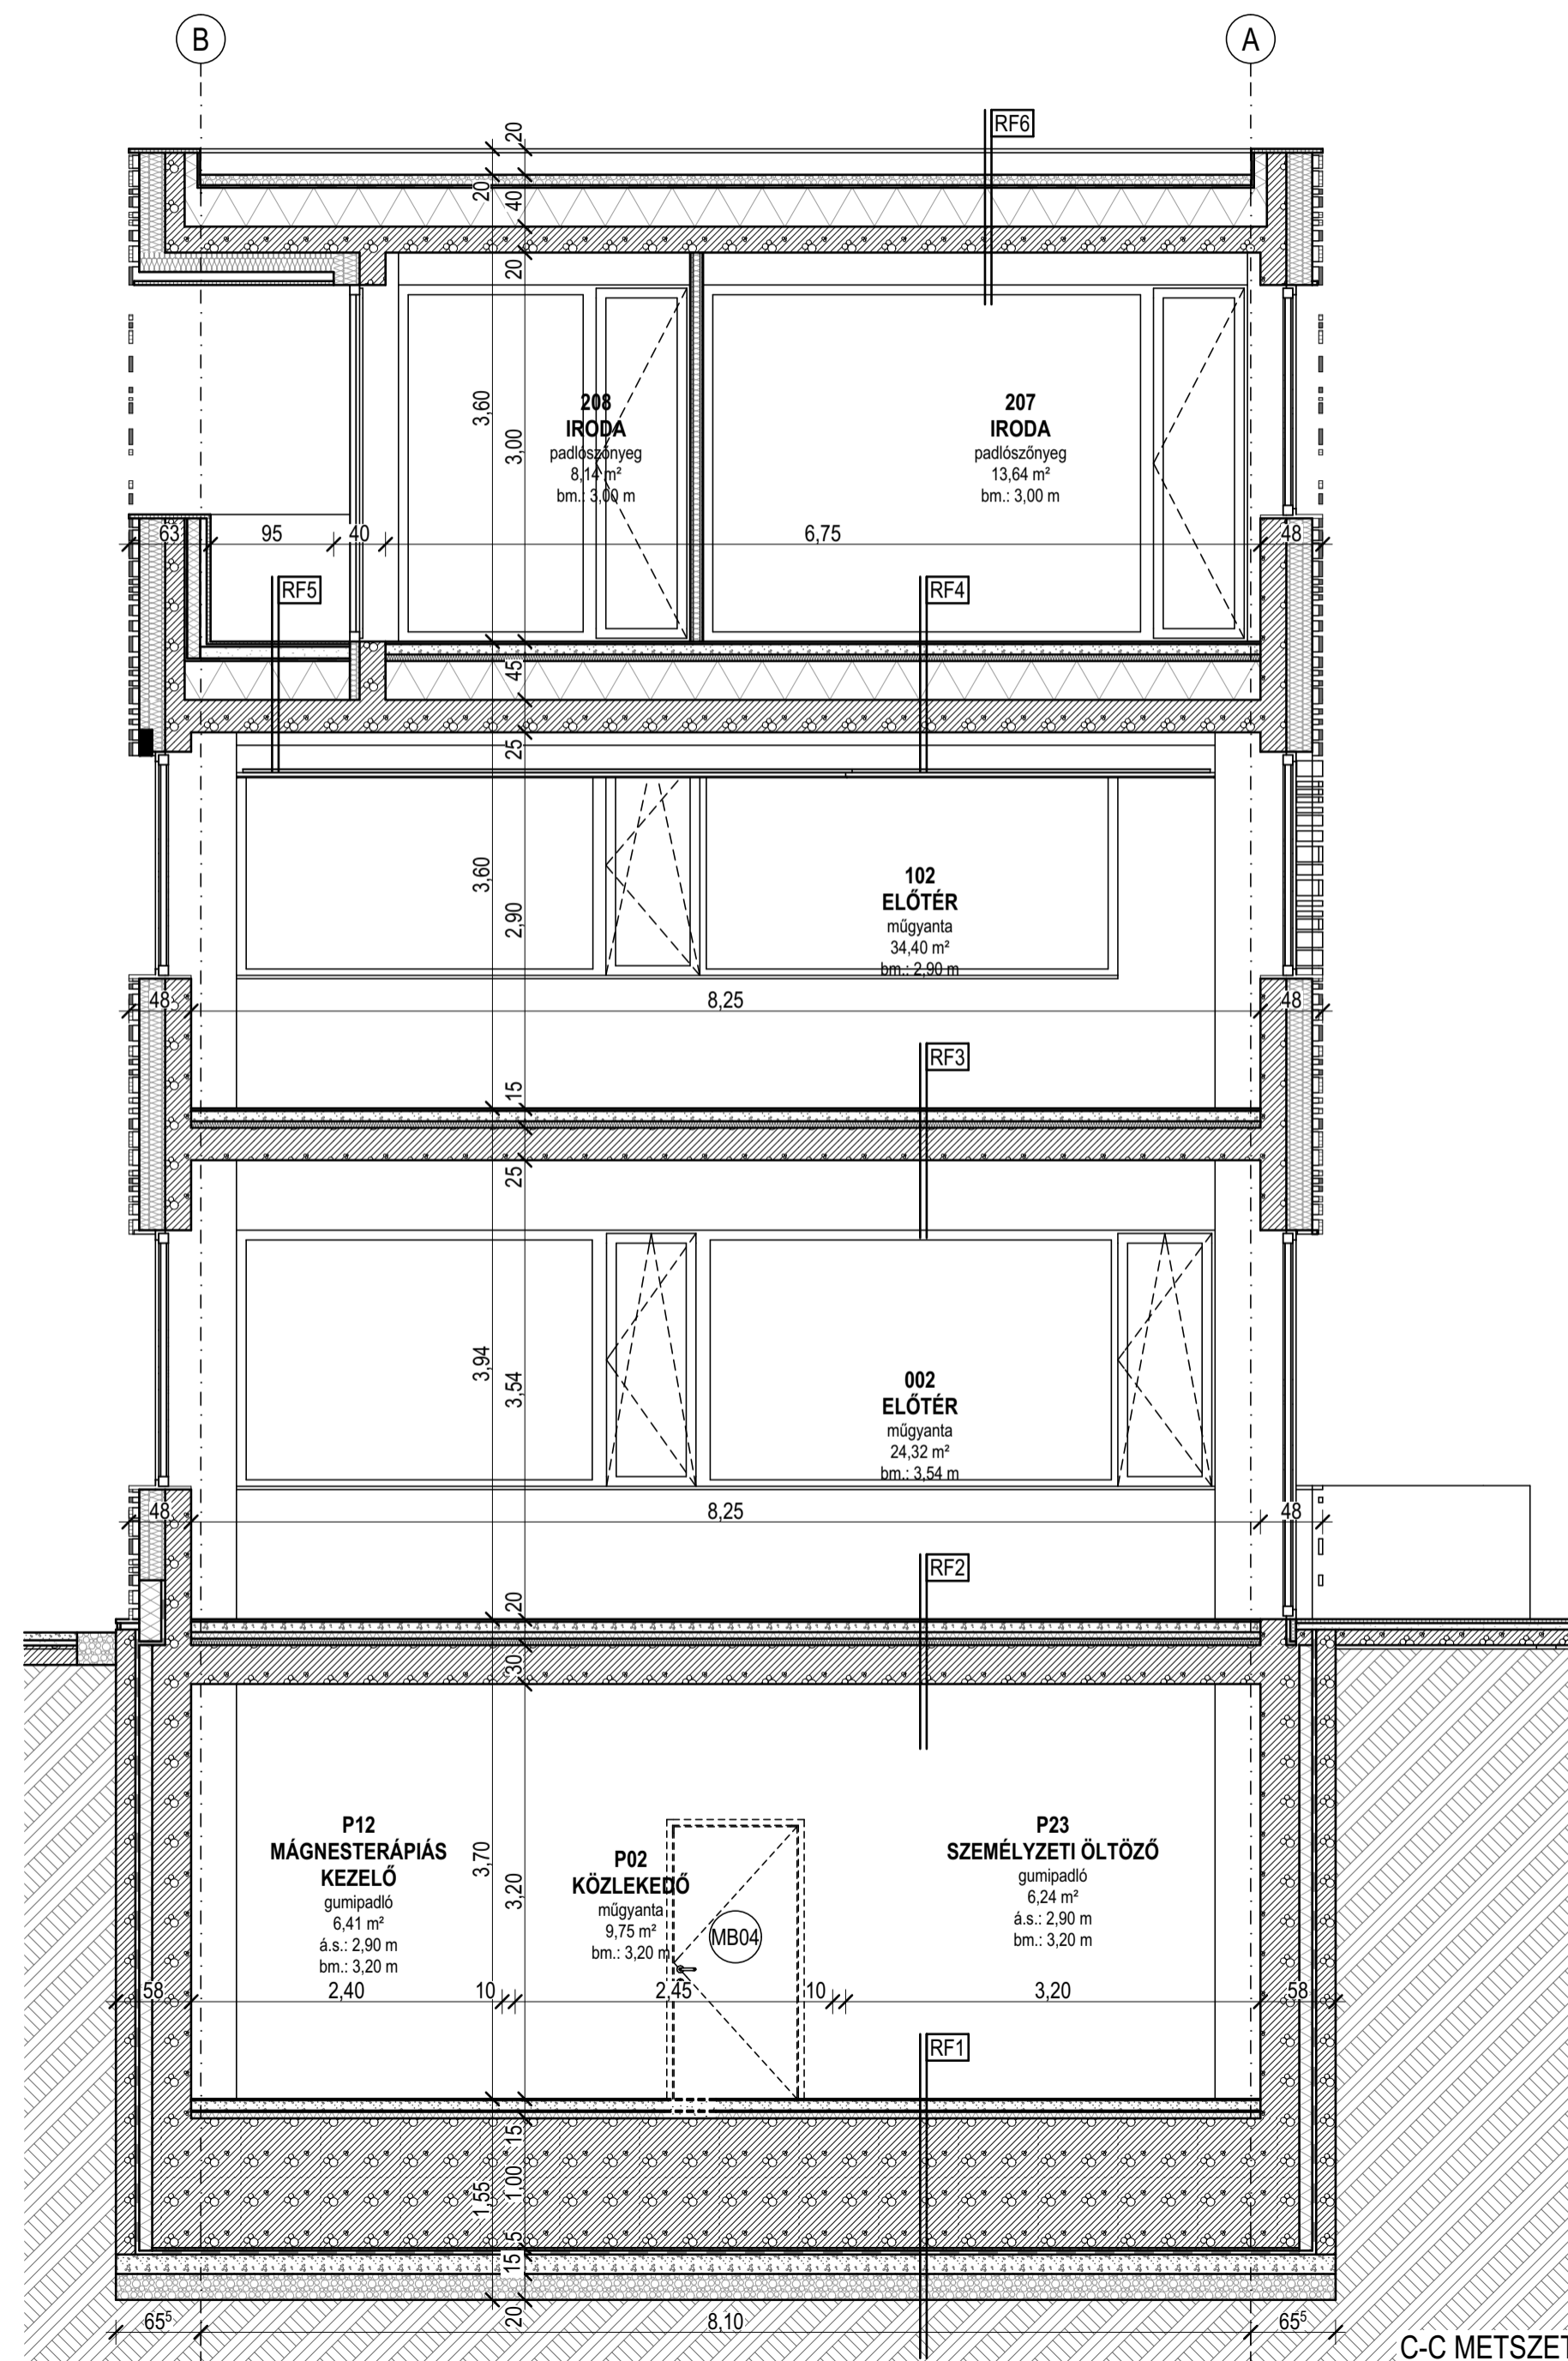 B
A
RF6
20
20
40
20
3,60
3,00
208
IRODA
padlószőnyeg
8,14 m²
bm.: 3,00 m
207
IRODA
padlószőnyeg
13,64 m²
bm.: 3,00 m
63
95
40
6,75
48
RF5
RF4
45
25
3,60
2,90
102
ELŐTÉR
műgyanta
34,40 m²
bm.: 2,90 m
48
8,25
48
RF3
15
25
3,94
3,54
002
ELŐTÉR
műgyanta
24,32 m²
bm.: 3,54 m
48
8,25
48
RF2
20
30
3,70
3,20
P12
MÁGNESTERÁPIÁS
KEZELŐ
gumipadló
6,41 m²
á.s.: 2,90 m
bm.: 3,20 m
P02
KÖZLEKEDŐ
műgyanta
9,75 m²
bm.: 3,20 m
MB04
P23
SZEMÉLYZETI ÖLTÖZŐ
gumipadló
6,24 m²
á.s.: 2,90 m
bm.: 3,20 m
58
2,40
10
2,45
10
3,20
58
RF1
15
1,55
1,00
5
15
20
65⁵
8,10
65⁵
C-C METSZET